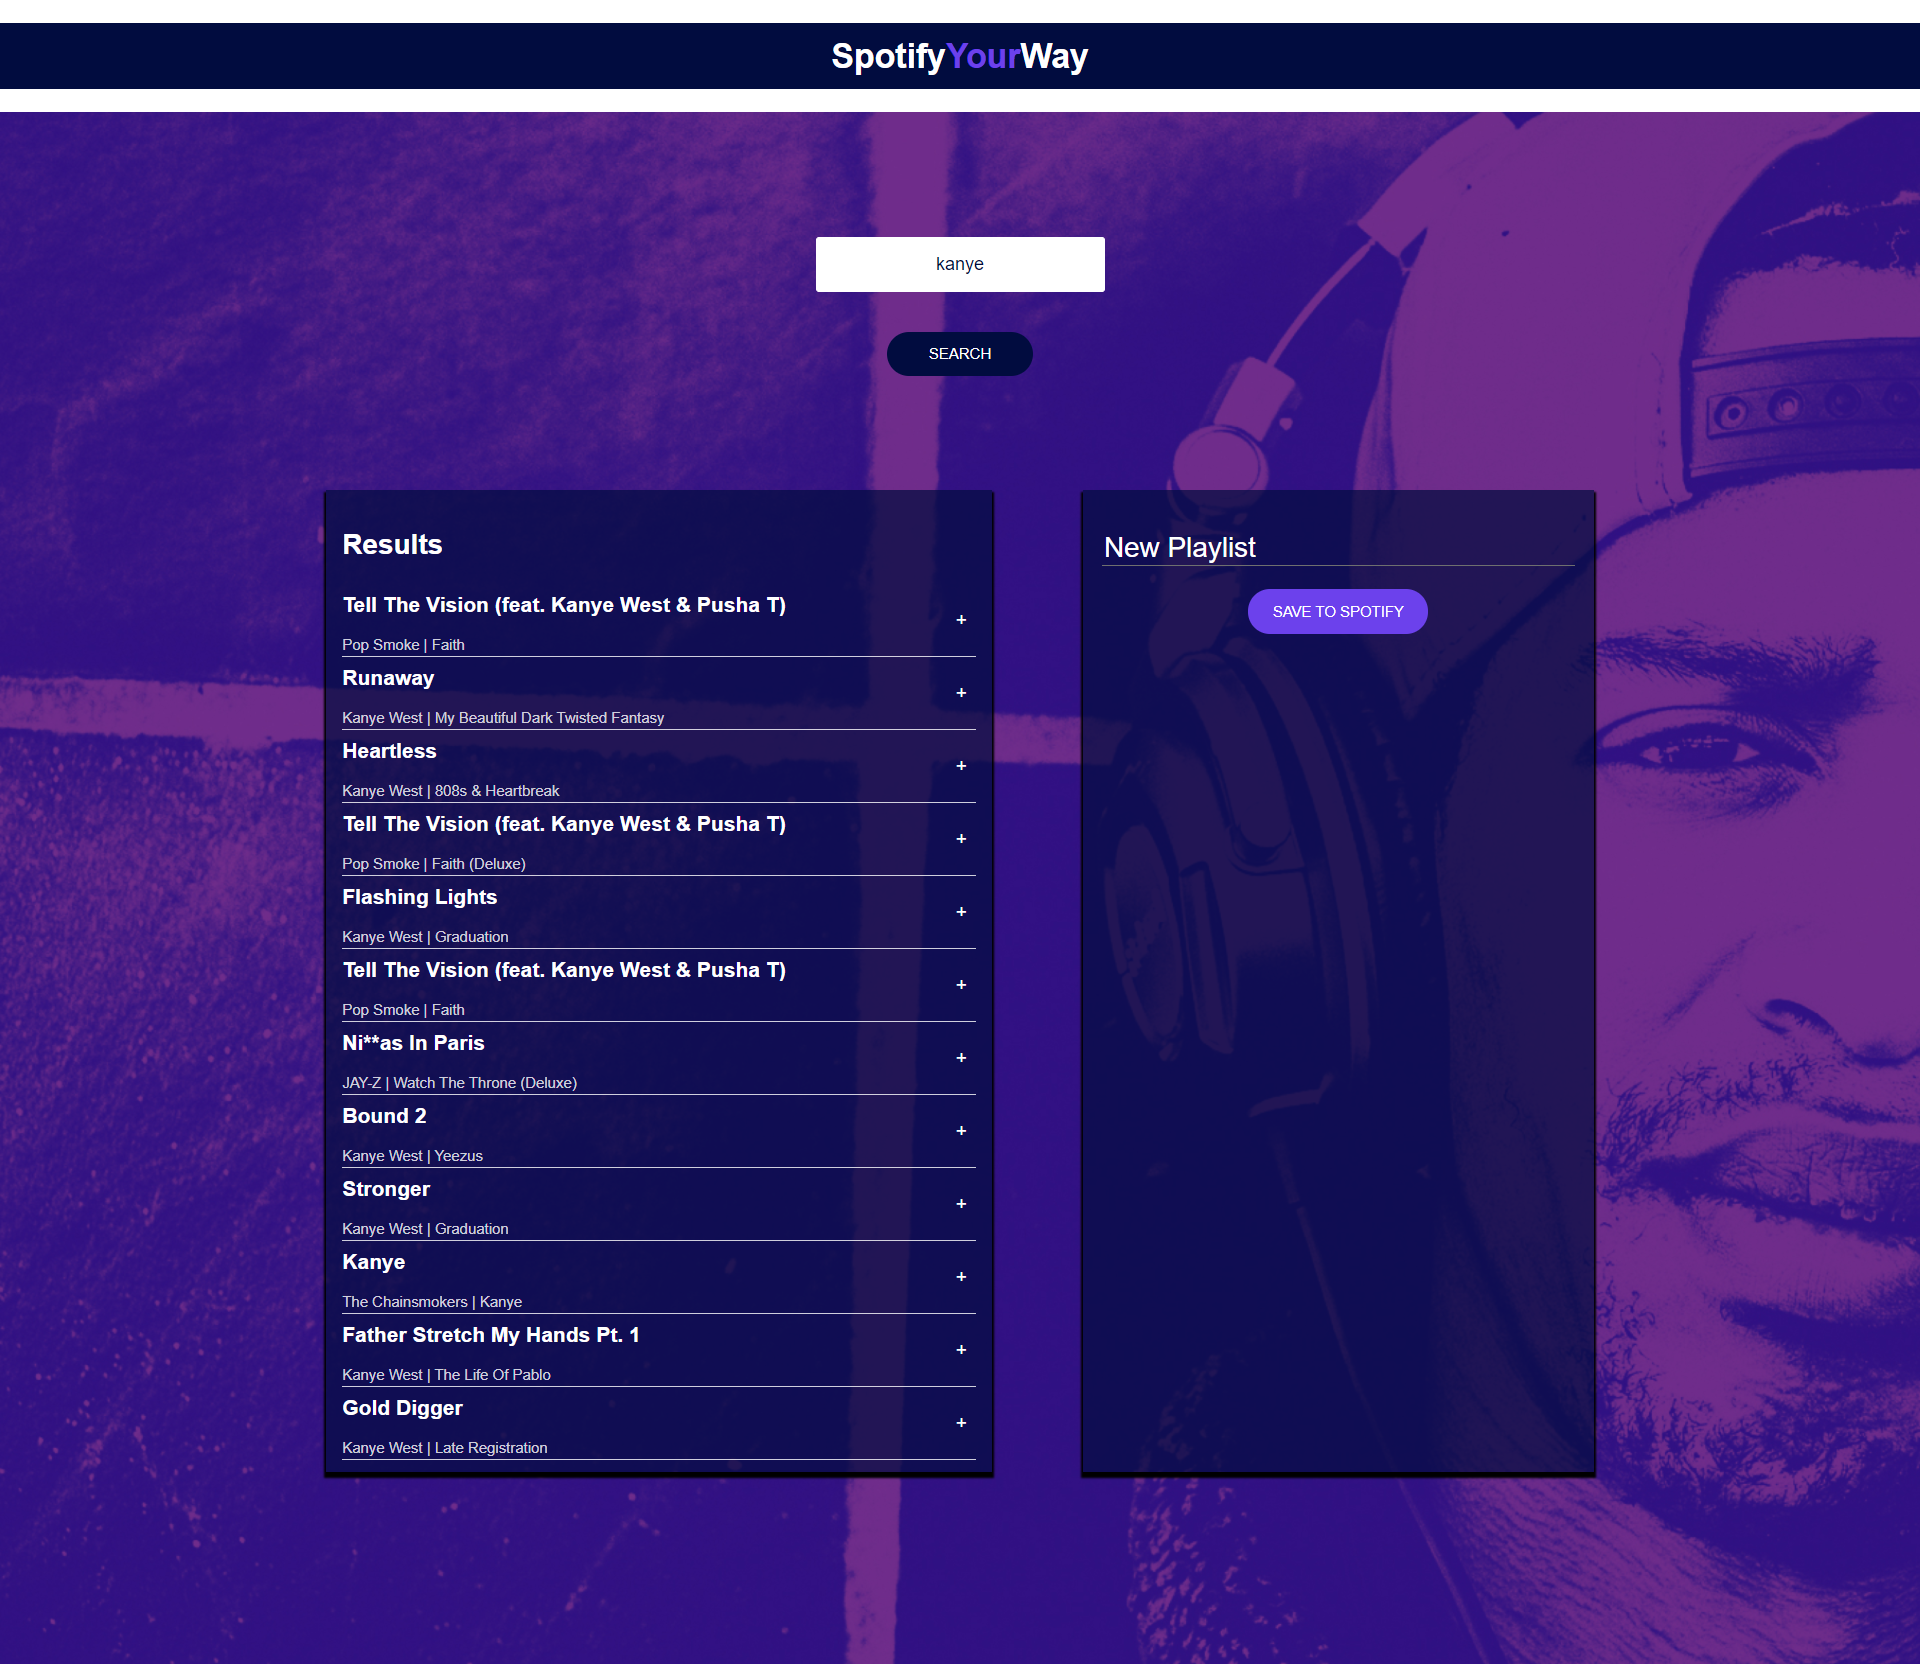 SpotifyYourWay
kanye
SEARCH
Results
Tell The Vision (feat. Kanye West & Pusha T)
+
Pop Smoke | Faith
Runaway
+
Kanye West | My Beautiful Dark Twisted Fantasy
Heartless
+
Kanye West | 808s & Heartbreak
Tell The Vision (feat. Kanye West & Pusha T)
+
Pop Smoke | Faith (Deluxe)
Flashing Lights
+
Kanye West | Graduation
Tell The Vision (feat. Kanye West & Pusha T)
+
Pop Smoke | Faith
Ni**as In Paris
+
JAY-Z | Watch The Throne (Deluxe)
Bound 2
+
Kanye West | Yeezus
Stronger
+
Kanye West | Graduation
Kanye
+
The Chainsmokers | Kanye
Father Stretch My Hands Pt. 1
+
Kanye West | The Life Of Pablo
Gold Digger
+
Kanye West | Late Registration
New Playlist
SAVE TO SPOTIFY